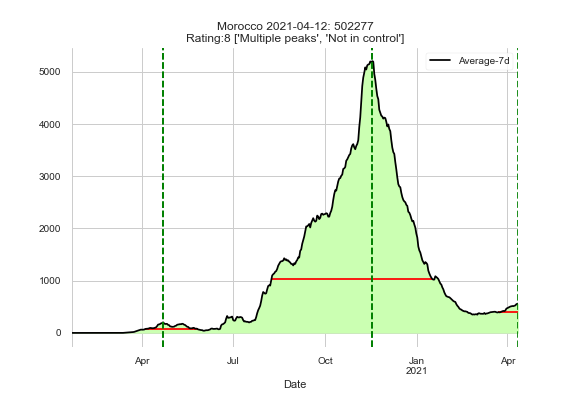 Morocco 2021-04-12: 502277
Rating:8 ['Multiple peaks', 'Not in control']
Average-7d
5000
4000
3000
2000
1000
0
Apr
Jul
Oct
Jan
2021
Apr
Date